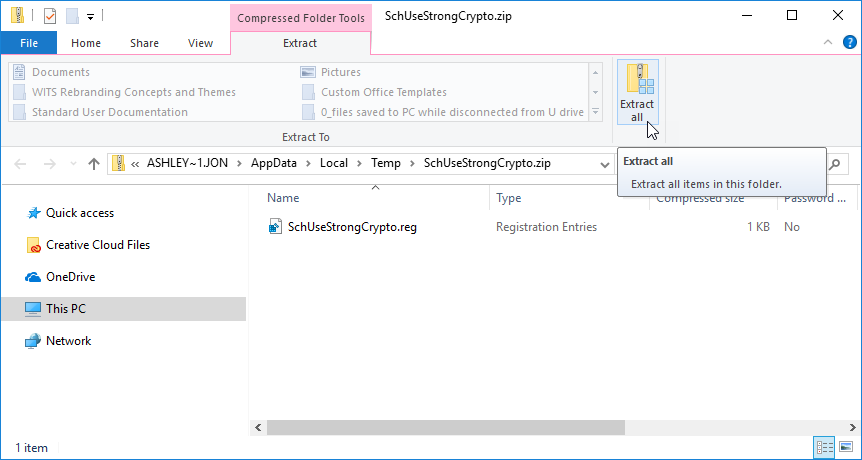 Compressed Folder Tools SchUseStrongCrypto.zip
File Home Share View Extract
Documents Pictures
WITS Rebranding Concepts and Themes Custom Office Templates
Standard User Documentation 0_files saved to PC while disconnected from U drive
Extract To
Extract
all
« ASHLEY~1.JON > AppData > Local > Temp > SchUseStrongCrypto.zip
Extract all
Extract all items in this folder.
Name Type Compressed size Password ...
SchUseStrongCrypto.reg Registration Entries 1 KB No
Quick access
Creative Cloud Files
OneDrive
This PC
Network
1 item